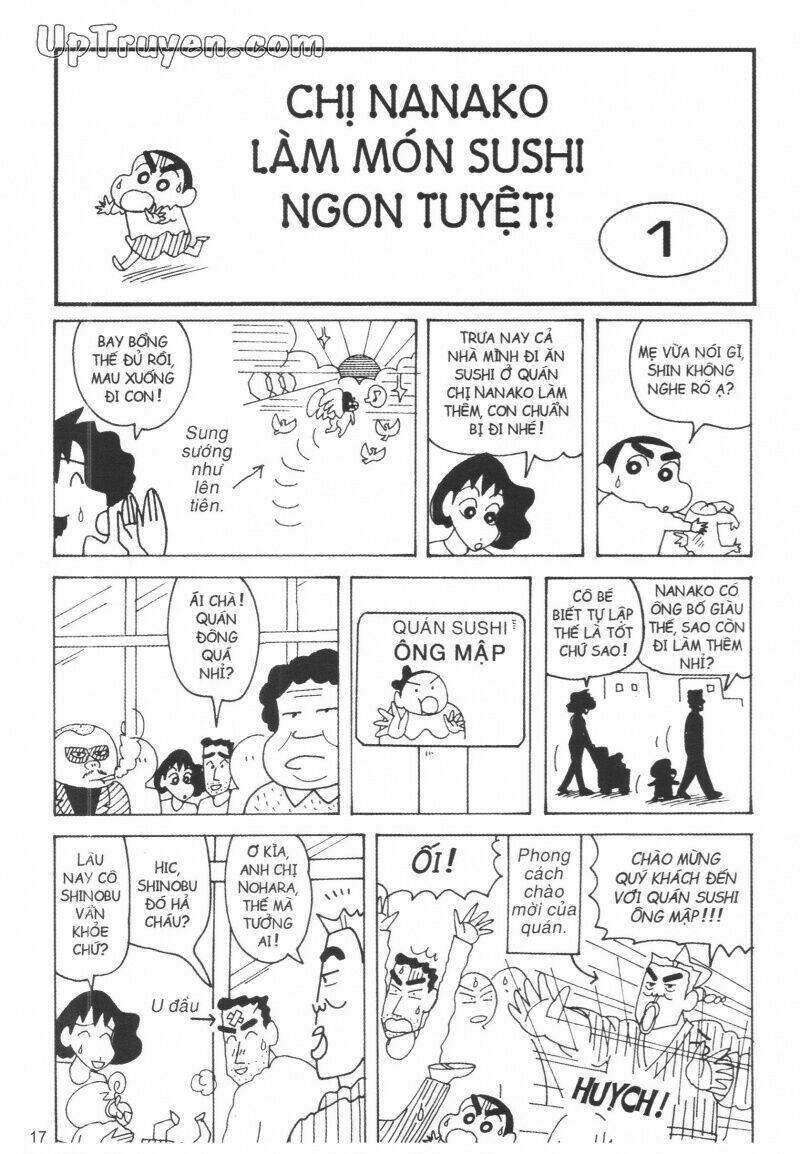 UpTruyen.com
CHỊ NANAKO
LÀM MÓN SUSHI
NGON TUYỆT!
1
MẸ VỪA NÓI GÌ,
SHIN KHÔNG
NGHE RÕ Ạ?
TRƯA NAY CẢ
NHÀ MÌNH ĐI ĂN
SUSHI Ở QUÁN
CHỊ NANAKO LÀM
THÊM, CON CHUẨN
BỊ ĐI NHÉ!
Sung
sướng
như
lên
tiên.
BAY BỔNG
THẾ ĐỦ RỒI,
MAU XUỐNG
ĐI CON!
NANAKO CÓ
ÔNG BỐ GIÀU
THẾ, SAO CÒN
ĐI LÀM THÊM
NHỈ?
CÔ BÉ
BIẾT TỰ LẬP
THẾ LÀ TỐT
CHỨ SAO!
QUÁN SUSHI
ÔNG MẬP
ÁI CHÀ!
QUÁN
ĐÔNG
QUÁ
NHỈ?
CHÀO MỪNG
QUÝ KHÁCH ĐẾN
VỚI QUÁN SUSHI
ÔNG MẬP!!!
Phong
cách
chào
mời của
quán.
ỐI!
HUỴCH!
Ơ KÌA,
ANH CHỊ
NOHARA,
THẾ MÀ
TƯỞNG
AI!
HIC,
SHINOBU
ĐÓ HẢ
CHÁU?
U đầu
LÂU
NAY CÔ
SHINOBU
VẪN
KHỎE
CHỨ?
17